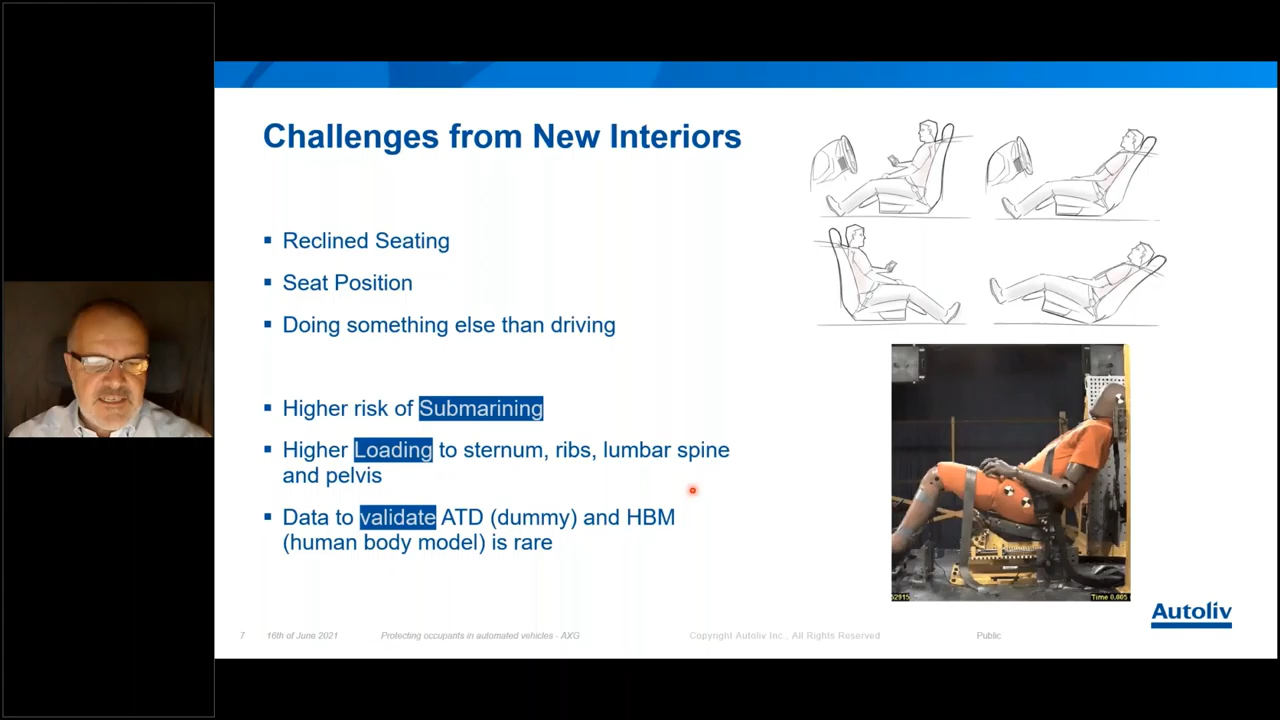 Challenges from New Interiors
▪ Reclined Seating
▪ Seat Position
▪ Doing something else than driving
▪ Higher risk of Submarining
▪ Higher Loading to sternum, ribs, lumbar spine
and pelvis
▪ Data to validate ATD (dummy) and HBM
(human body model) is rare
Time 0.005
Autoliv
7 16th of June 2021 Protecting occupants in automated vehicles - AXG Copyright Autoliv Inc., All Rights Reserved Public